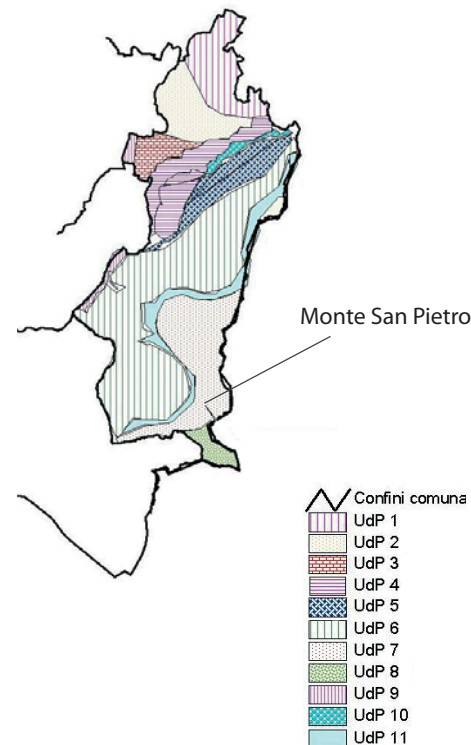 Monte San Pietro
Confini comuna
UdP 1
UdP 2
UdP 3
UdP 4
UdP 5
UdP 6
UdP 7
UdP 8
UdP 9
UdP 10
UdP 11